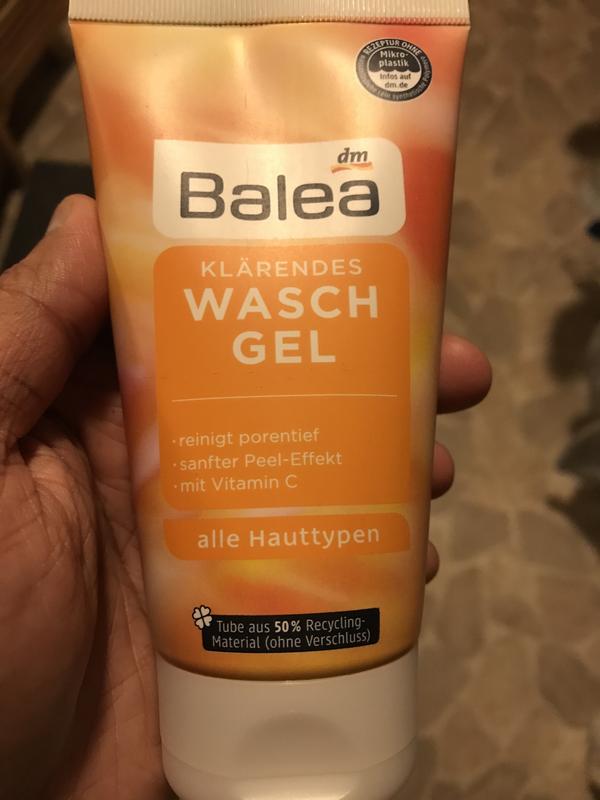 REZEPTUR OHNE
Mikro-
plastik
Infos auf
dm.de
dm
Balea
KLÄRENDES
WASCH
GEL
·reinigt porentief
·sanfter Peel-Effekt
·mit Vitamin C
alle Hauttypen
Tube aus 50% Recycling-
Material (ohne Verschluss)